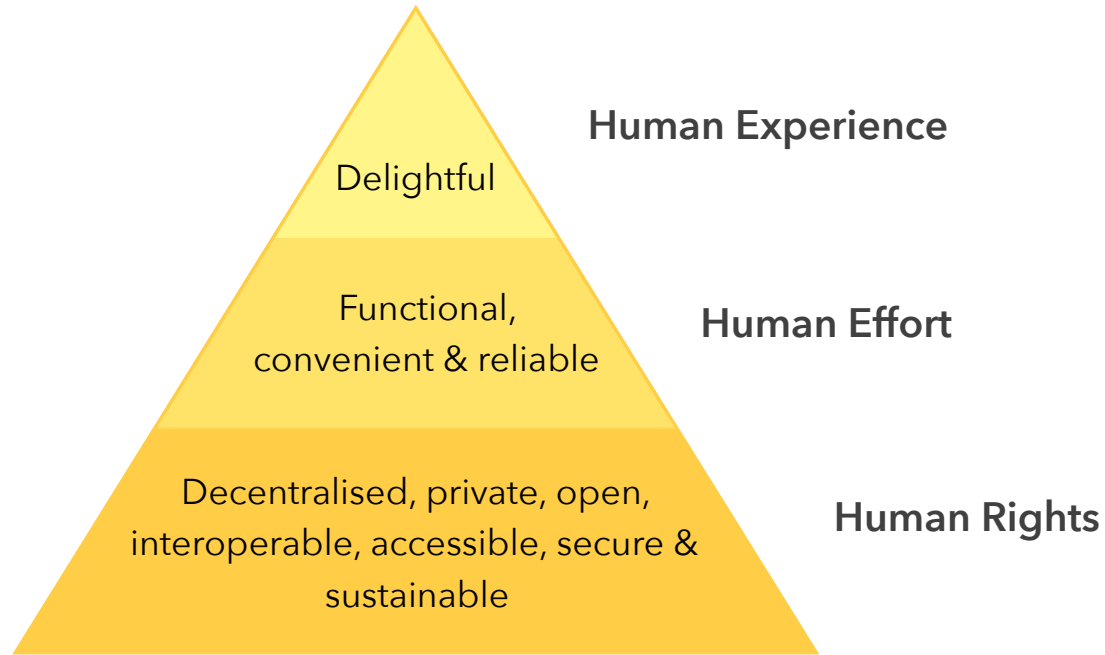 Human Experience
Delightful
Functional,
convenient & reliable
Human Effort
Decentralised, private, open,
interoperable, accessible, secure &
sustainable
Human Rights